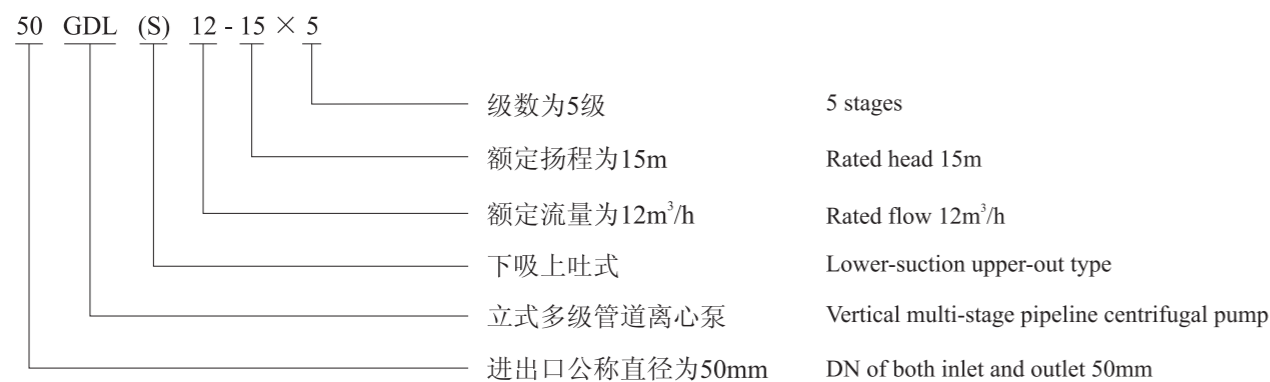 50 GDL (S) 12 - 15 × 5
级数为5级 5 stages
额定扬程为15m Rated head 15m
额定流量为12m³/h Rated flow 12m³/h
下吸上吐式 Lower-suction upper-out type
立式多级管道离心泵 Vertical multi-stage pipeline centrifugal pump
进出口公称直径为50mm DN of both inlet and outlet 50mm